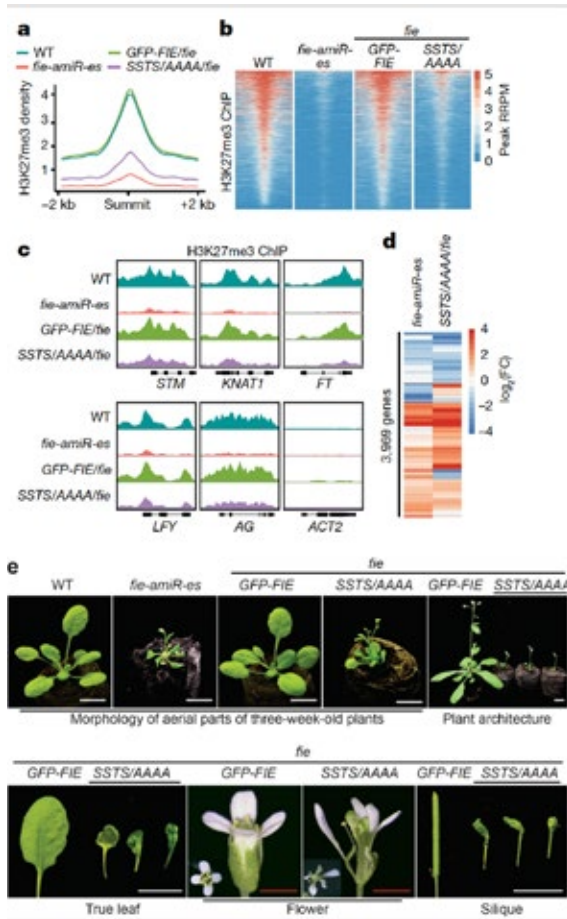 a
WT
GFP-FIE/fie
fie-amiR-es
SSTS/AAAA/fie
H3K27me3 density
4
3
2
1
−2 kb
Summit
+2 kb
b
fie
WT
fie-amiR-es
GFP-FIE
SSTS/AAAA
H3K27me3 ChIP
5
4
3
2
1
0
Peak RRPM
c
H3K27me3 ChIP
WT
fie-amiR-es
GFP-FIE/fie
SSTS/AAAA/fie
STM
KNAT1
FT
WT
fie-amiR-es
GFP-FIE/fie
SSTS/AAAA/fie
LFY
AG
ACT2
d
fie-amiR-es
SSTS/AAAA/fie
3,969 genes
4
2
0
−2
−4
log2(FC)
e
fie
WT
fie-amiR-es
GFP-FIE
SSTS/AAAA
GFP-FIE
SSTS/AAAA
Morphology of aerial parts of three-week-old plants
Plant architecture
fie
GFP-FIE
SSTS/AAAA
GFP-FIE
SSTS/AAAA
GFP-FIE
SSTS/AAAA
True leaf
Flower
Silique